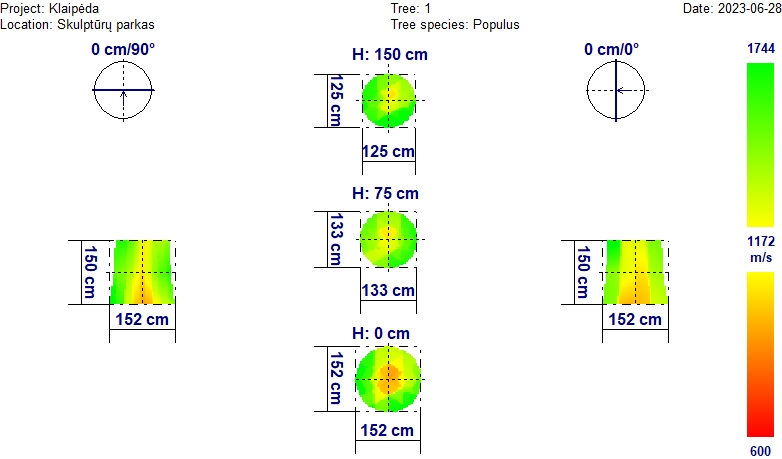 Project: Klaipėda
Tree: 1
Date: 2023-06-28
Location: Skulptūrų parkas
Tree species: Populus
0 cm/90°
H: 150 cm
0 cm/0°
1744
125 cm
125 cm
H: 75 cm
133 cm
133 cm
1172
m/s
150 cm
152 cm
150 cm
152 cm
H: 0 cm
152 cm
152 cm
600